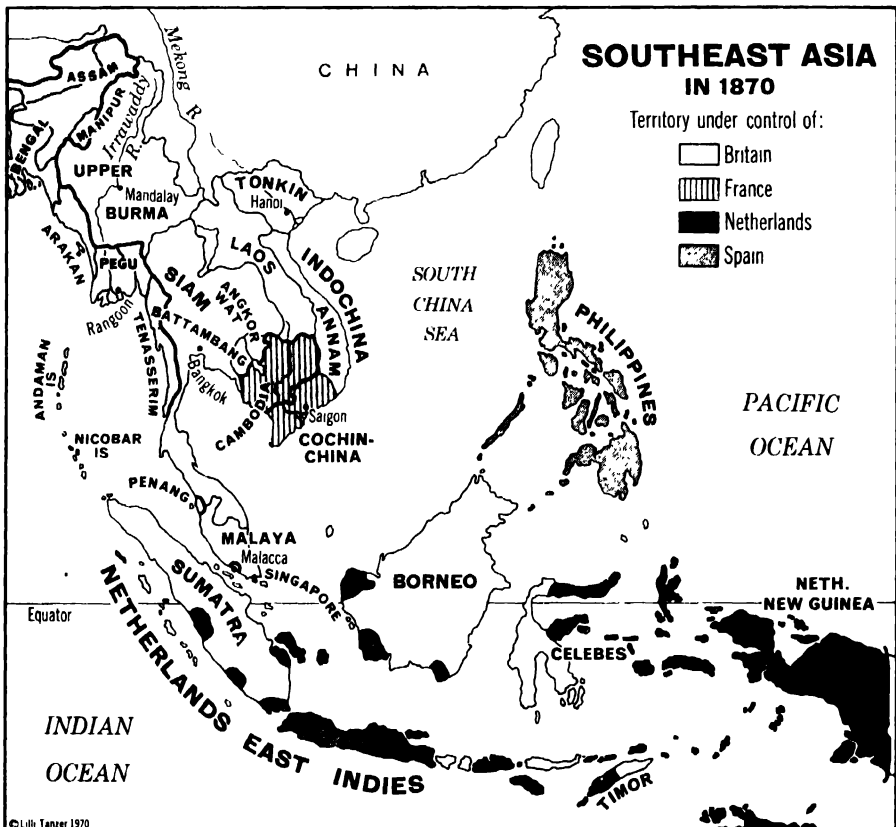 SOUTHEAST ASIA
IN 1870
Territory under control of:
Britain
France
Netherlands
Spain
CHINA
Mekong R.
ASSAM
MANIPUR
Irrawaddy
R.
BENGAL
UPPER
BURMA
Mandalay
TONKIN
Hanoi
ARAKAN
PEGU
Rangoon
LAOS
INDOCHINA
SIAM
ANGKOR
WAT
ANNAM
BATTAMBANG
TENASSERIM
Bangkok
CAMBODIA
Saigon
COCHIN-
CHINA
SOUTH
CHINA
SEA
PHILIPPINES
PACIFIC
OCEAN
ANDAMAN
IS
NICOBAR
IS
PENANG
MALAYA
Malacca
SINGAPORE
SUMATRA
BORNEO
NETH.
NEW GUINEA
Equator
CELEBES
NETHERLANDS EAST INDIES
INDIAN
OCEAN
TIMOR
© Lilli Tanzer 1970